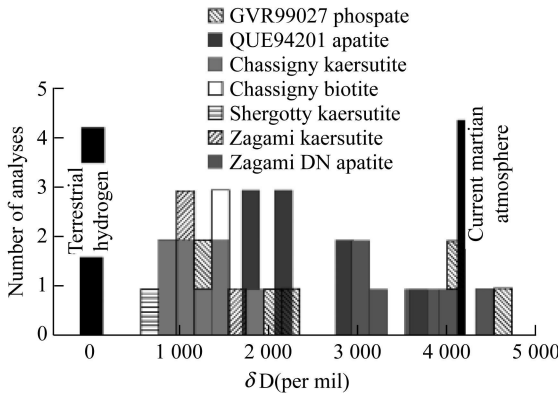 GVR99027 phospate
QUE94201 apatite
Chassigny kaersutite
Chassigny biotite
Shergotty kaersutite
Zagami kaersutite
Zagami DN apatite
Number of analyses
5
4
3
2
1
0
Terrestrial
hydrogen
Current martian
atmosphere
0 1 000 2 000 3 000 4 000 5 000
δD(per mil)